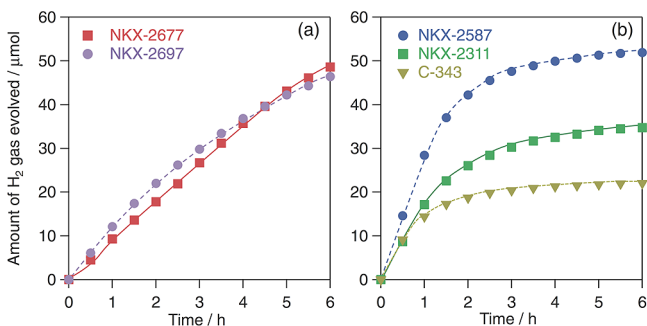 Amount of H2 gas evolved / μmol
60
50
40
30
20
10
0
(a)
NKX-2677
NKX-2697
0 1 2 3 4 5 6
Time / h
60
50
40
30
20
10
0
(b)
NKX-2587
NKX-2311
C-343
0 1 2 3 4 5 6
Time / h